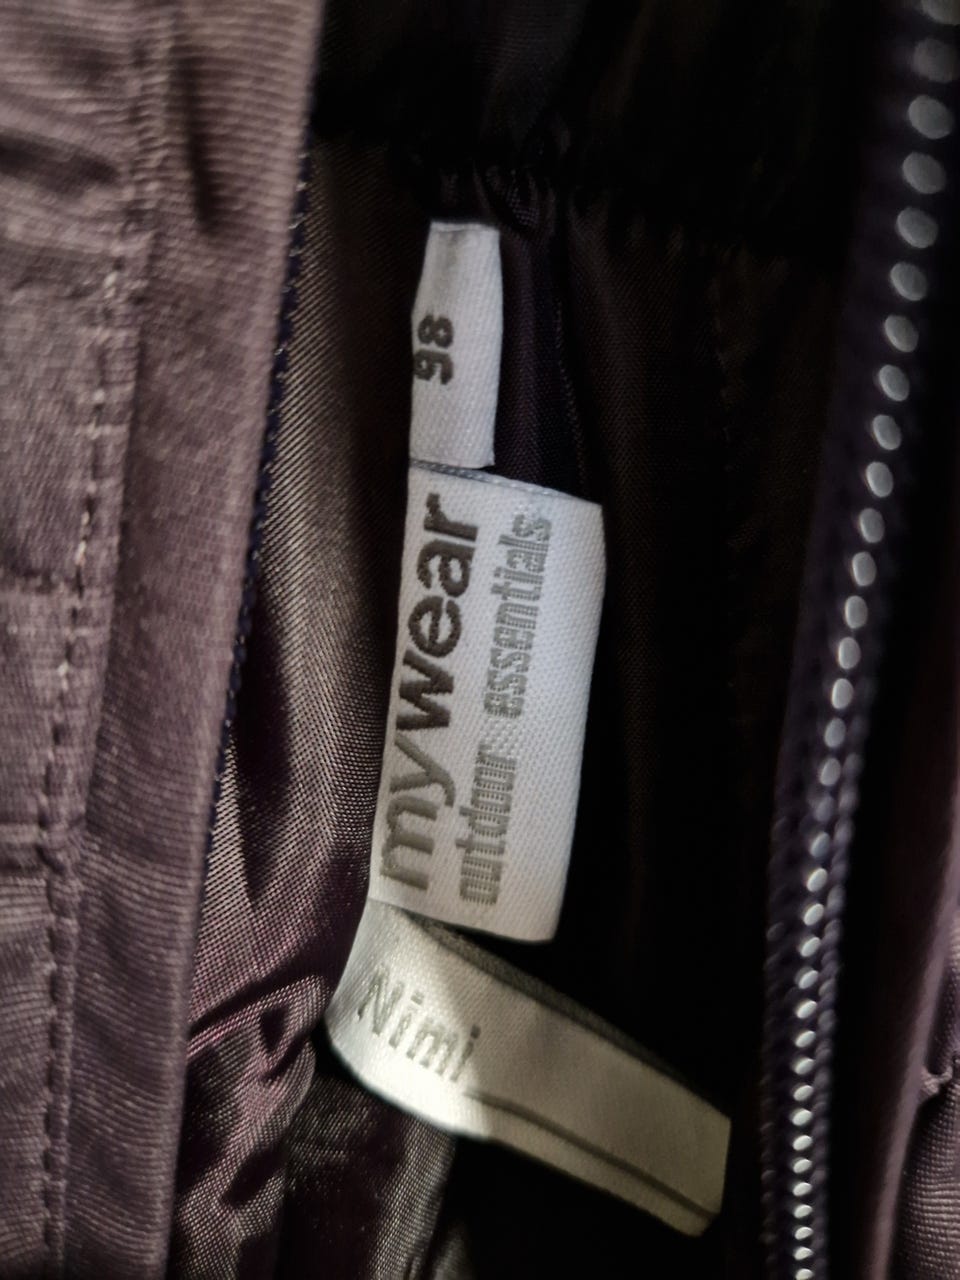 98
mywear
outdoor essentials
Nimi